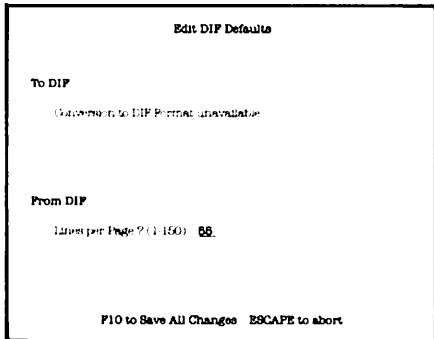 Edit DIF Defaults
To DIF
Conversion to DIF Format unavailable
From DIF
Lines per Page ? (1-150)
F10 to Save All Changes ESCAPE to abort